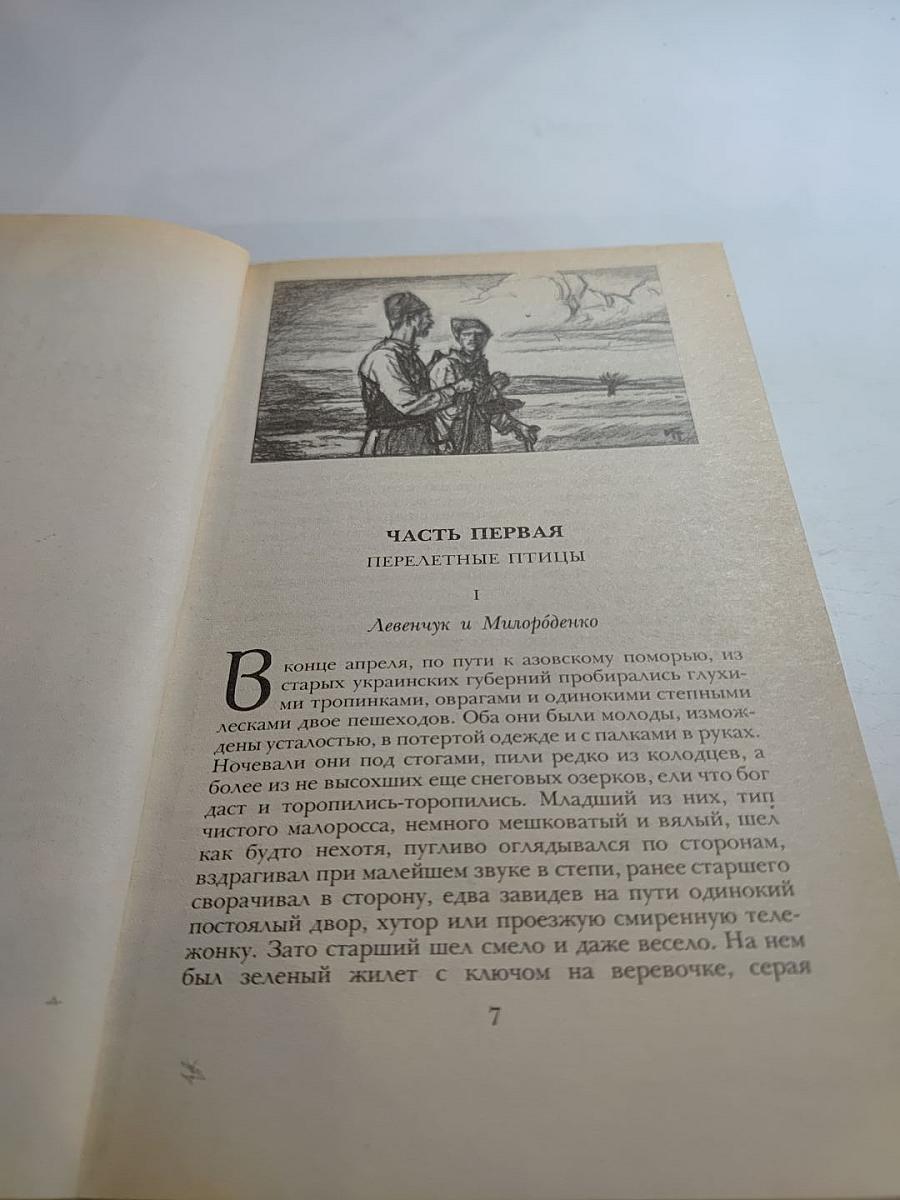 ЧАСТЬ ПЕРВАЯ
ПЕРЕЛЕТНЫЕ ПТИЦЫ
I
Левенчук и Милоро́денко
В конце апреля, по пути к азовскому поморью, из
старых украинских губерний пробирались глухи-
ми тропинками, оврагами и одинокими степными
лесками двое пешеходов. Оба они были молоды, измож-
дены усталостью, в потертой одежде и с палками в руках.
Ночевали они под стогами, пили редко из колодцев, а
более из не высохших еще снеговых озерков, ели что бог
даст и торопились-торопились. Младший из них, тип
чистого малоросса, немного мешковатый и вялый, шел
как будто нехотя, пугливо оглядывался по сторонам,
вздрагивал при малейшем звуке в степи, ранее старшего
сворачивал в сторону, едва завидев на пути одинокий
постоялый двор, хутор или проезжую смиренную теле-
жонку. Зато старший шел смело и даже весело. На нем
был зеленый жилет с ключом на веревочке, серая
7